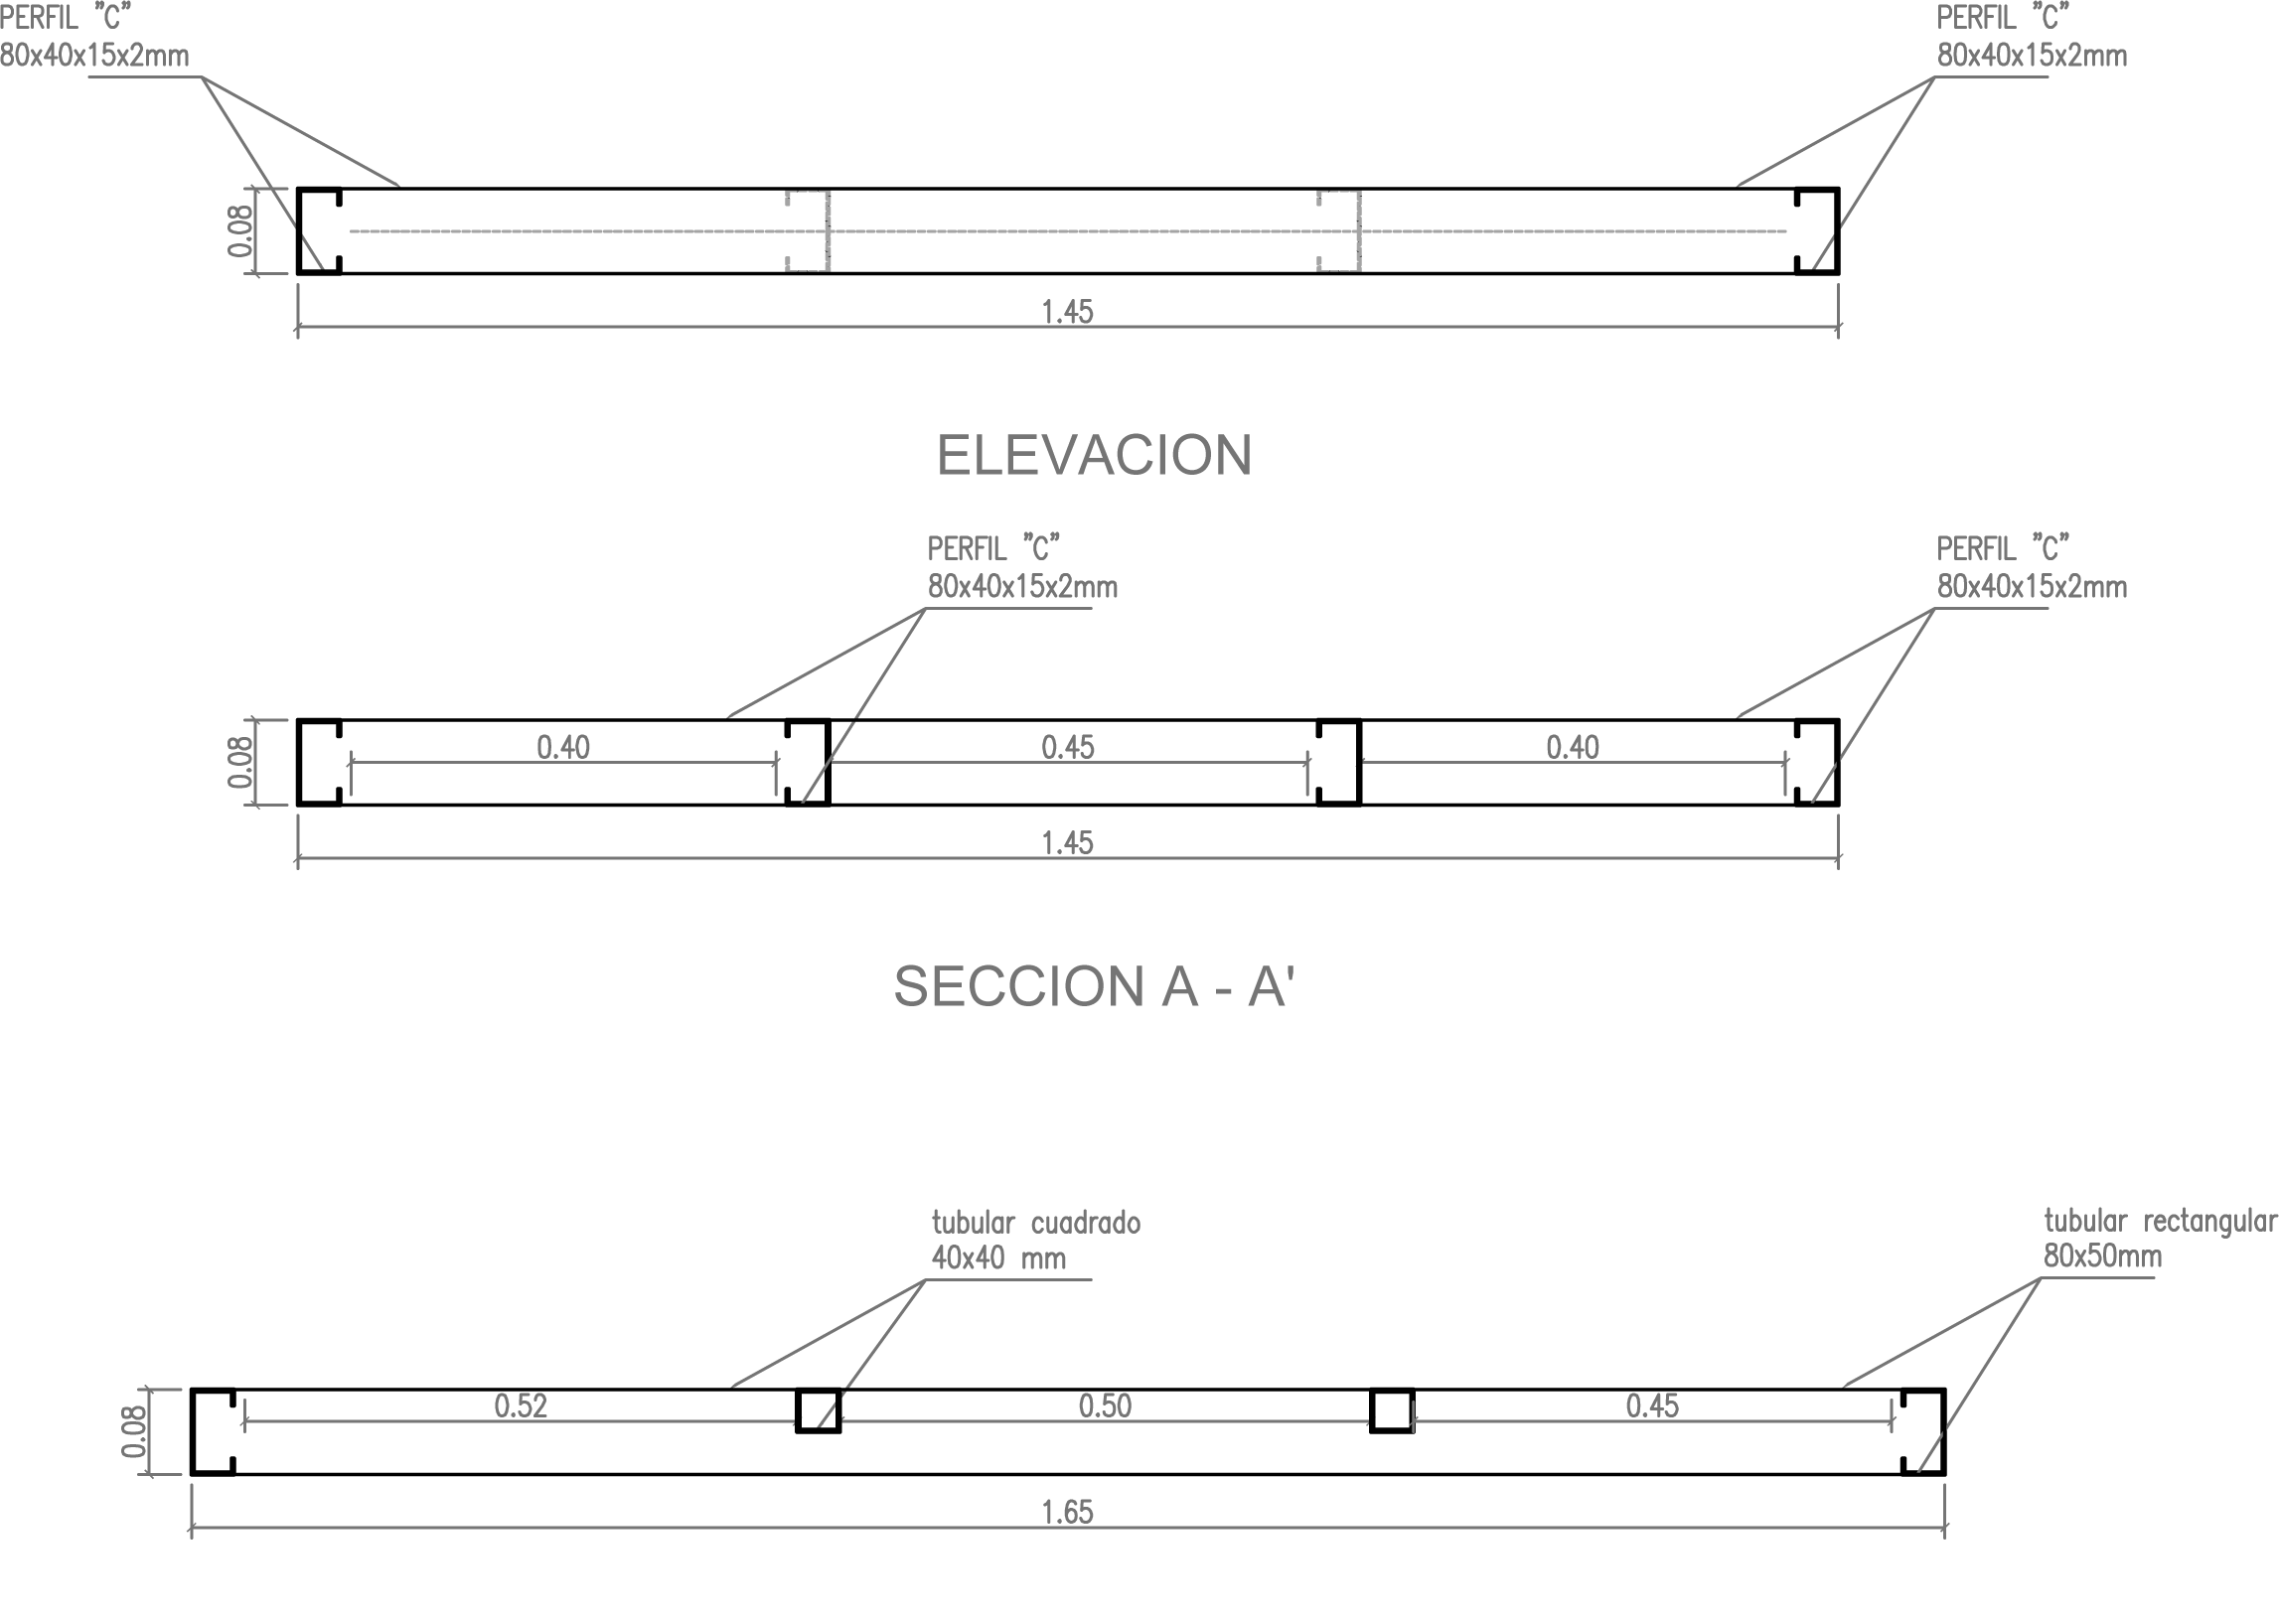 PERFIL "C"
80x40x15x2mm
PERFIL "C"
80x40x15x2mm
0.08
1.45
ELEVACION
PERFIL "C"
80x40x15x2mm
PERFIL "C"
80x40x15x2mm
0.08
0.40
0.45
0.40
1.45
SECCION A - A'
tubular cuadrado
40x40 mm
tubular rectangular
80x50mm
0.08
0.52
0.50
0.45
1.65